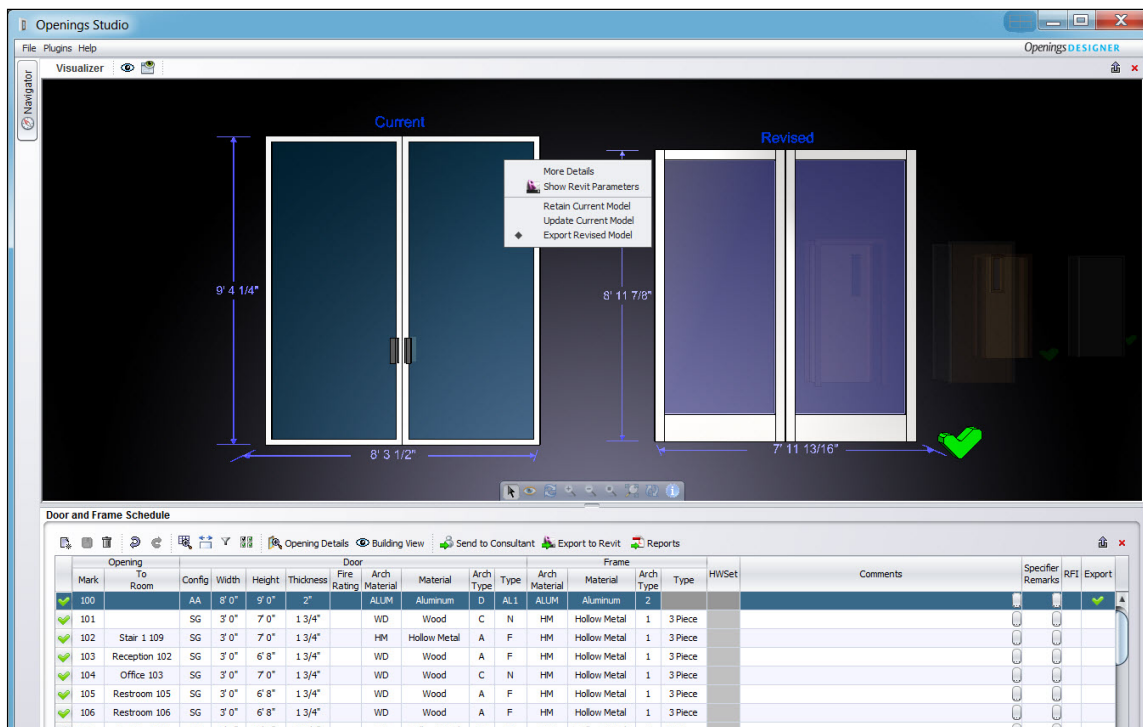 Openings Studio
File Plugins Help
OpeningsDESIGNER
Navigator
Visualizer
Current
Revised
More Details
Show Revit Parameters
Retain Current Model
Update Current Model
Export Revised Model
9' 4 1/4"
8' 11 7/8"
8' 3 1/2"
7' 11 13/16"
Door and Frame Schedule
Opening Details Building View Send to Consultant Export to Revit Reports
Opening Door Frame
Mark To Room Config Width Height Thickness Fire Rating Arch Material Material Arch Type Type Arch Material Material Arch Type Type HWSet Comments Specifier Remarks RFI Export
100 AA 8' 0" 9' 0" 2" ALUM Aluminum D AL1 ALUM Aluminum 2
101 SG 3' 0" 7' 0" 1 3/4" WD Wood C N HM Hollow Metal 1 3 Piece
102 Stair 1 109 SG 3' 0" 7' 0" 1 3/4" HM Hollow Metal A F HM Hollow Metal 1 3 Piece
103 Reception 102 SG 3' 0" 6' 8" 1 3/4" WD Wood A F HM Hollow Metal 1 3 Piece
104 Office 103 SG 3' 0" 7' 0" 1 3/4" WD Wood C N HM Hollow Metal 1 3 Piece
105 Restroom 105 SG 3' 0" 6' 8" 1 3/4" WD Wood A F HM Hollow Metal 1 3 Piece
106 Restroom 106 SG 3' 0" 6' 8" 1 3/4" WD Wood A F HM Hollow Metal 1 3 Piece